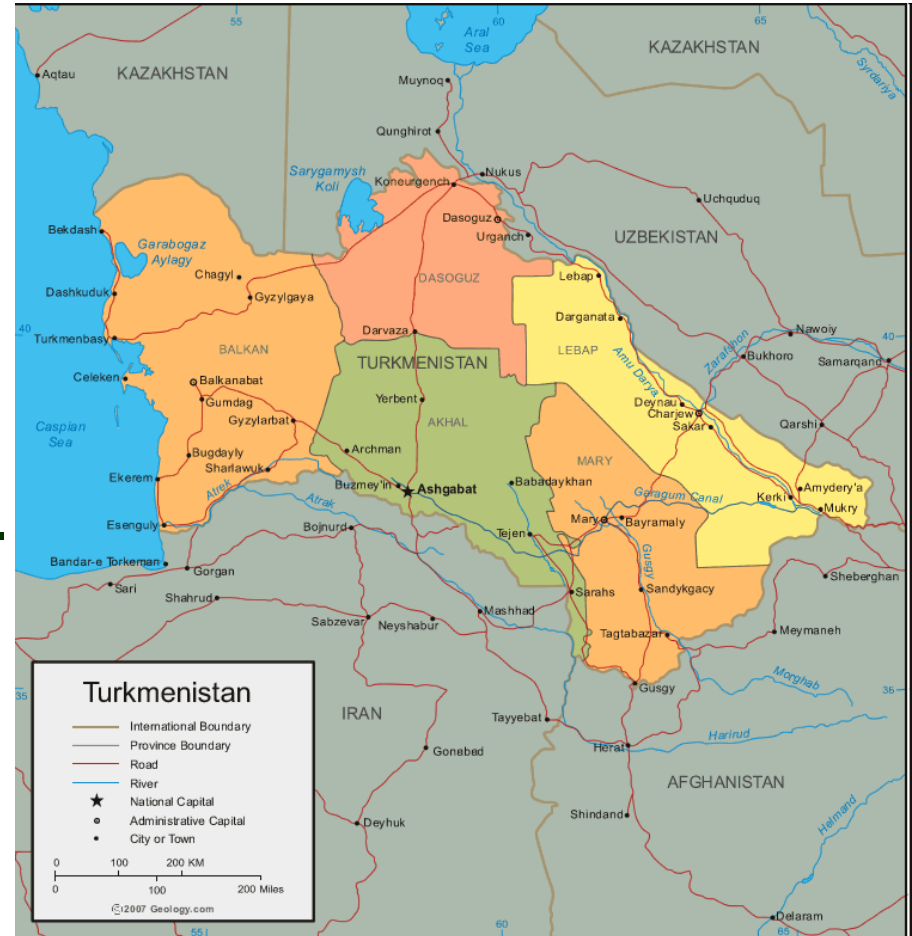 55
60
65
Aral
Sea
KAZAKHSTAN
KAZAKHSTAN
Aqtau
Muynoq
Syrdariya
Qunghirot
Sarygamysh
Koli
Koneurgench
Nukus
Uchquduq
Dasoguz
Urganch
Bekdash
UZBEKISTAN
Garabogaz
Aylagy
Chagyl
DASOGUZ
Lebap
Dashkuduk
Gyzylgaya
Darganata
40
Turkmenbasy
Darvaza
Nawoiy
40
BALKAN
LEBAP
Zarafshon
Bukhoro
TURKMENISTAN
Samarqand
Celeken
Balkanabat
Amu Darya
Gumdag
Yerbent
Deynau
Charjew
Caspian
Sea
Gyzylarbat
AKHAL
Sakar
Qarshi
Archman
Bugdayly
MARY
Sharlawuk
Ekerem
Atrek
Buzmey'in
Ashgabat
Babadaykhan
Garagum Canal
Amydery'a
Kerki
Atrak
Mukry
Esenguly
Bojnurd
Mary
Bayramaly
Tejen
Gusgy
Bandar-e Torkeman
Gorgan
Sheberghan
Sari
Shahrud
Sarahs
Sandykgacy
Mashhad
Sabzevar
Neyshabur
Tagtabazar
Meymaneh
Morghab
35
Gusgy
36
Turkmenistan
IRAN
Tayyebat
Harirud
International Boundary
Province Boundary
Gonebed
Herat
Road
AFGHANISTAN
River
National Capital
Helmand
Administrative Capital
Shindand
City or Town
Deyhuk
0 100 200 KM
0 100 200 Miles
©2007 Geology.com
Delaram
55
60
65